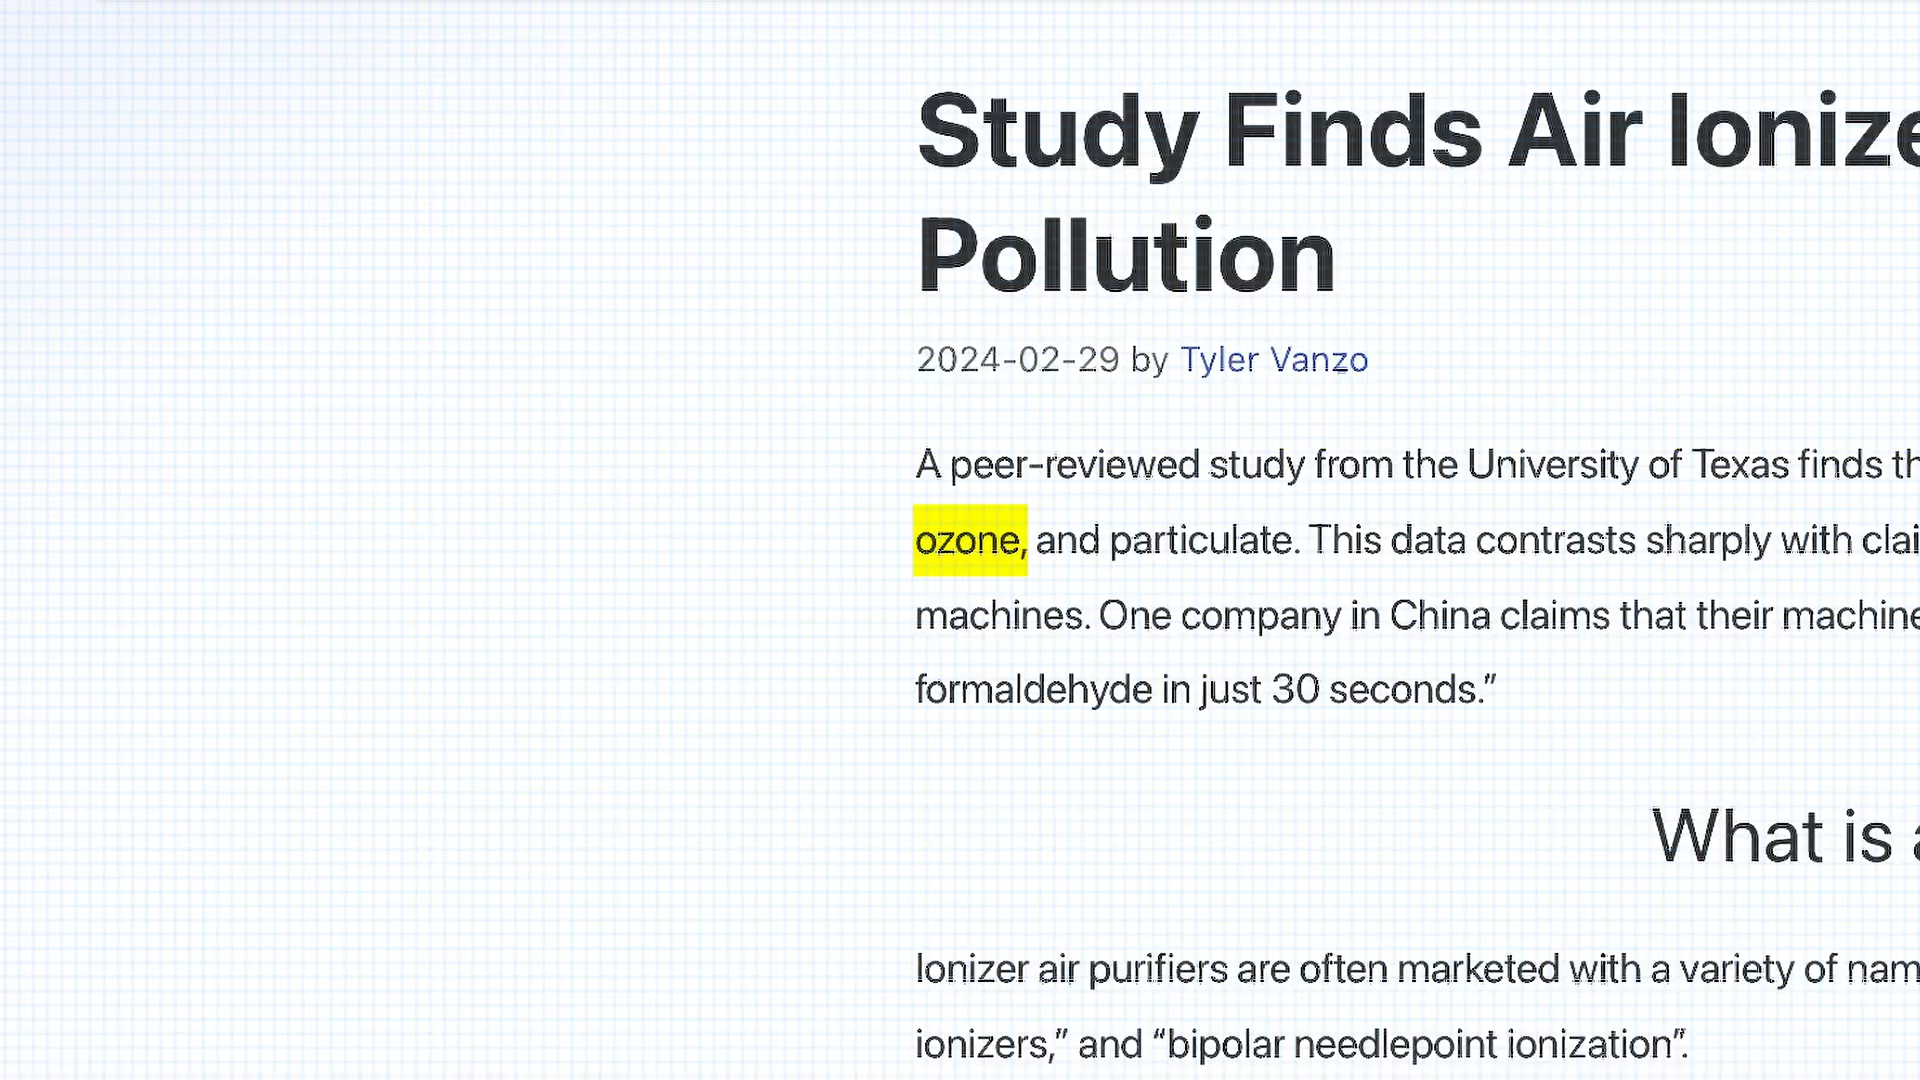 Study Finds Air Ionize
Pollution
2024-02-29 by Tyler Vanzo
A peer-reviewed study from the University of Texas finds th
ozone, and particulate. This data contrasts sharply with clai
machines. One company in China claims that their machine
formaldehyde in just 30 seconds.”
What is a
Ionizer air purifiers are often marketed with a variety of nam
ionizers,” and “bipolar needlepoint ionization”.